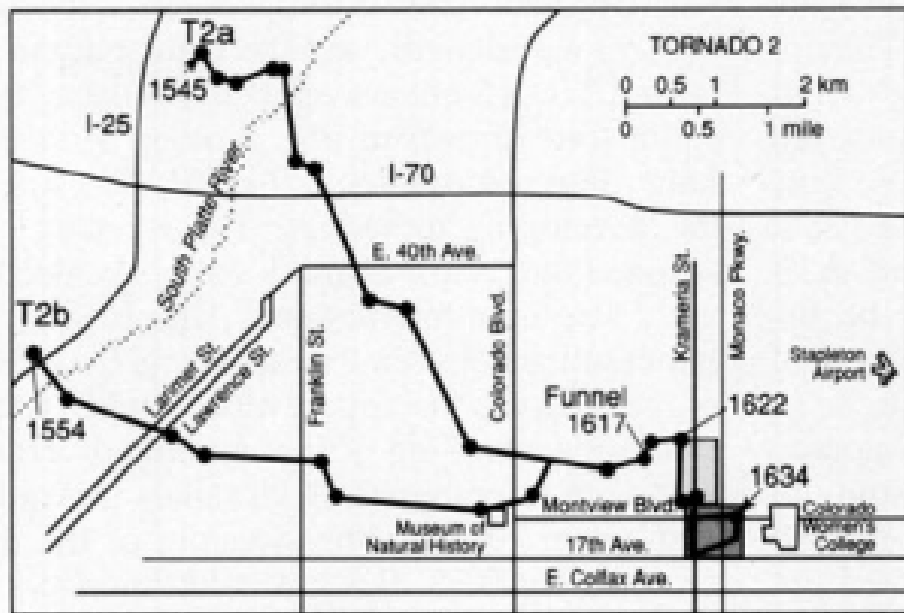 T2a
TORNADO 2
1545
0 0.5 1 2 km
0 0.5 1 mile
I-25
I-70
South Platte River
E. 40th Ave.
Krameria St.
Monaco Pkwy.
T2b
Larimer St.
Lawrence St.
Franklin St.
Colorado Blvd.
Stapleton
Airport
1554
Funnel
1617
1622
1634
Montview Blvd.
Museum of
Natural History
Colorado
Women's
College
17th Ave.
E. Colfax Ave.